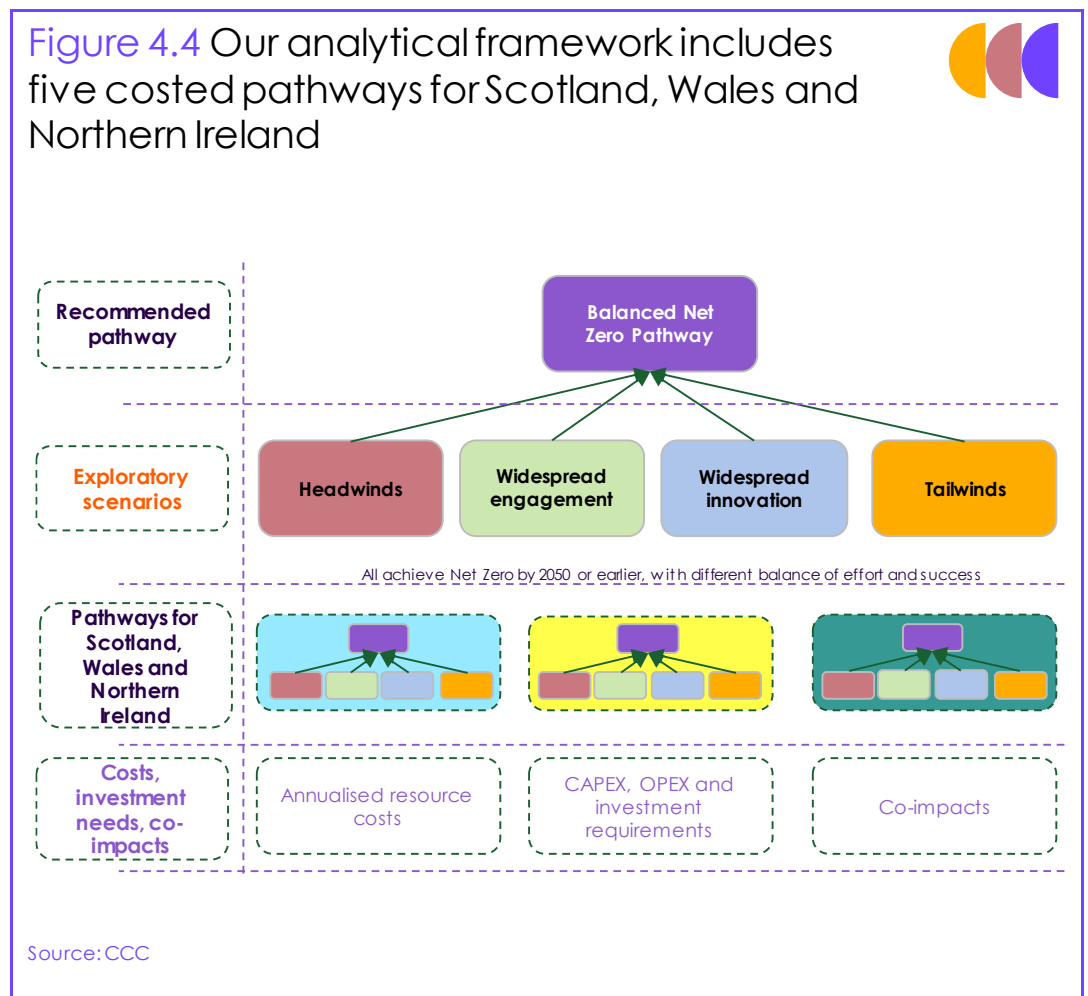 Figure 4.4 Our analytical framework includes
five costed pathways for Scotland, Wales and
Northern Ireland
Recommended
pathway
Balanced Net
Zero Pathway
Exploratory
scenarios
Headwinds
Widespread
engagement
Widespread
innovation
Tailwinds
All achieve Net Zero by 2050 or earlier, with different balance of effort and success
Pathways for
Scotland,
Wales and
Northern
Ireland
Costs,
investment
needs, co-
impacts
Annualised resource
costs
CAPEX, OPEX and
investment
requirements
Co-impacts
Source: CCC